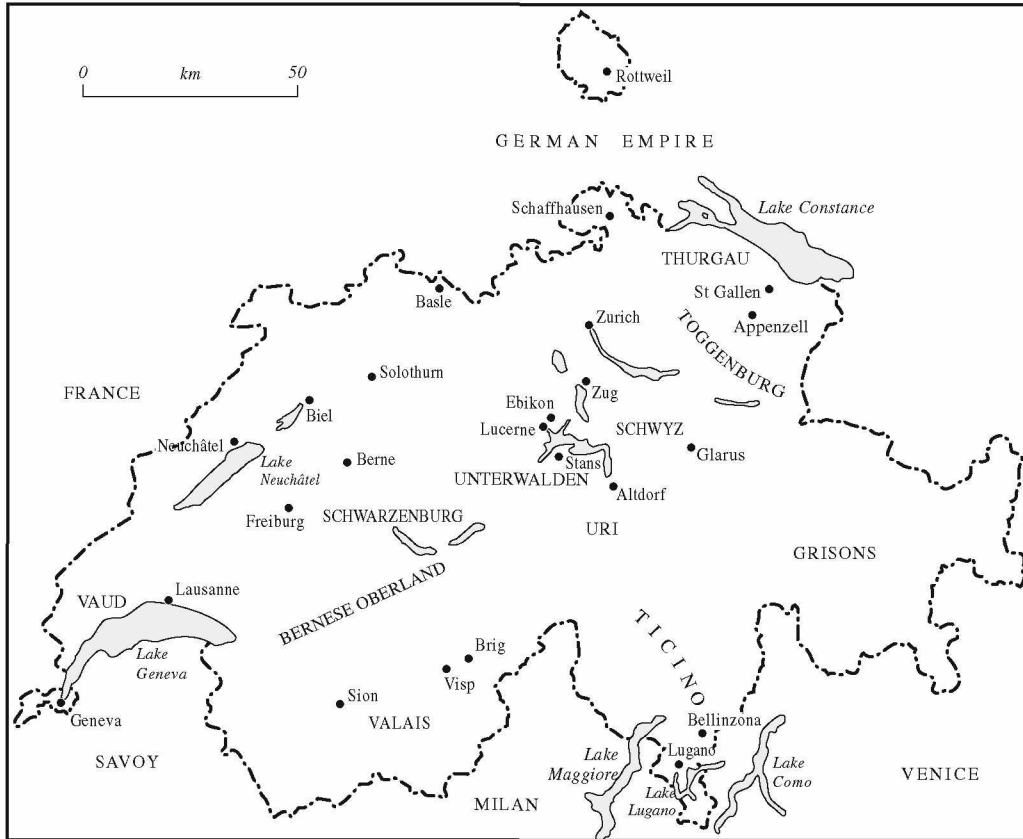 0 km 50
Rottweil
GERMAN EMPIRE
Schaffhausen
Lake Constance
THURGAU
Basle
St Gallen
Zurich
Appenzell
TOGGENBURG
Solothurn
FRANCE
Zug
Biel
Ebikon
Lucerne
SCHWYZ
Neuchâtel
Glarus
Lake
Neuchâtel
Berne
Stans
UNTERWALDEN
Altdorf
Freiburg
SCHWARZENBURG
URI
GRISONS
Lausanne
VAUD
BERNESE OBERLAND
TICINO
Lake
Geneva
Brig
Visp
Sion
Geneva
VALAIS
Bellinzona
SAVOY
Lugano
Lake
Maggiore
Lake
Como
VENICE
Lake
Lugano
MILAN